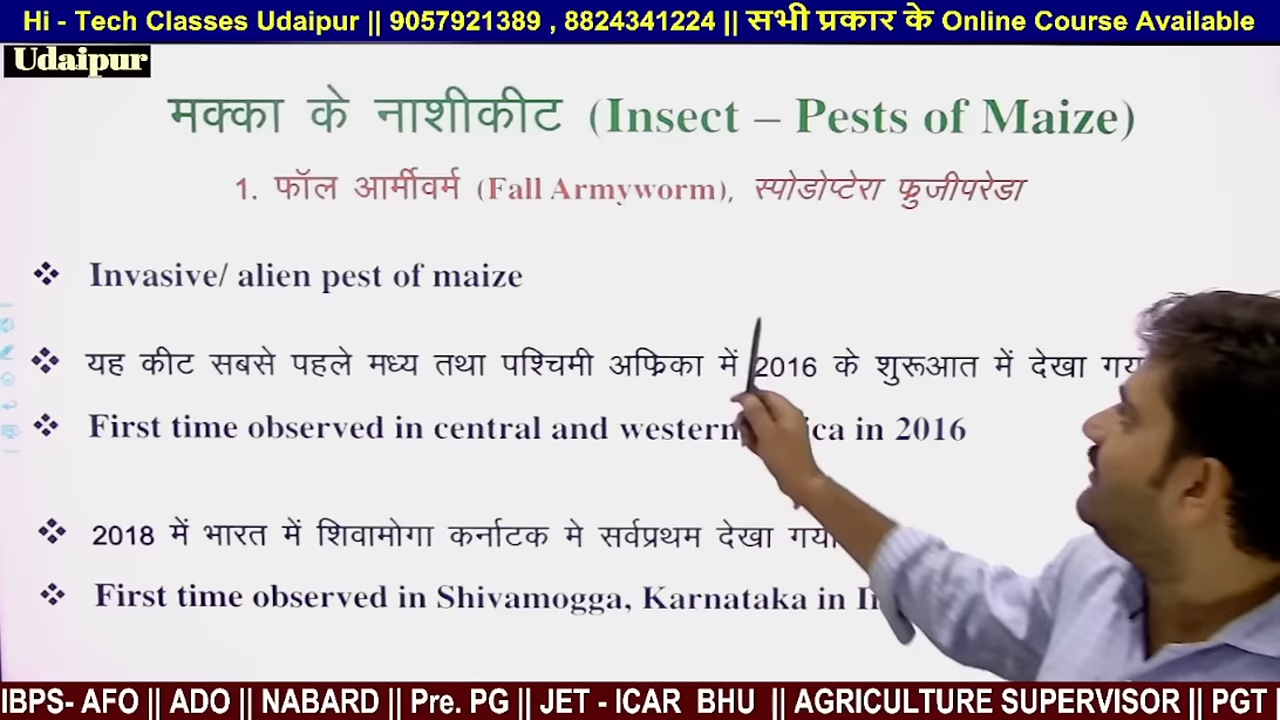 Hi - Tech Classes Udaipur || 9057921389 , 8824341224 || सभी प्रकार के Online Course Available
Udaipur
मक्का के नाशीकीट (Insect – Pests of Maize)
1. फॉल आर्मीवर्म (Fall Armyworm), स्पोडोप्टेरा फ्रुजीपरेडा
❖ Invasive/ alien pest of maize
❖ यह कीट सबसे पहले मध्य तथा पश्चिमी अफ्रिका में 2016 के शुरूआत में देखा
❖ First time observed in central and western in 2016
❖ 2018 में भारत में शिवामोगा कर्नाटक मे सर्वप्रथम देखा गया
❖ First time observed in Shivamogga, Karnataka in
IBPS- AFO || ADO || NABARD || Pre. PG || JET - ICAR BHU || AGRICULTURE SUPERVISOR || PGT